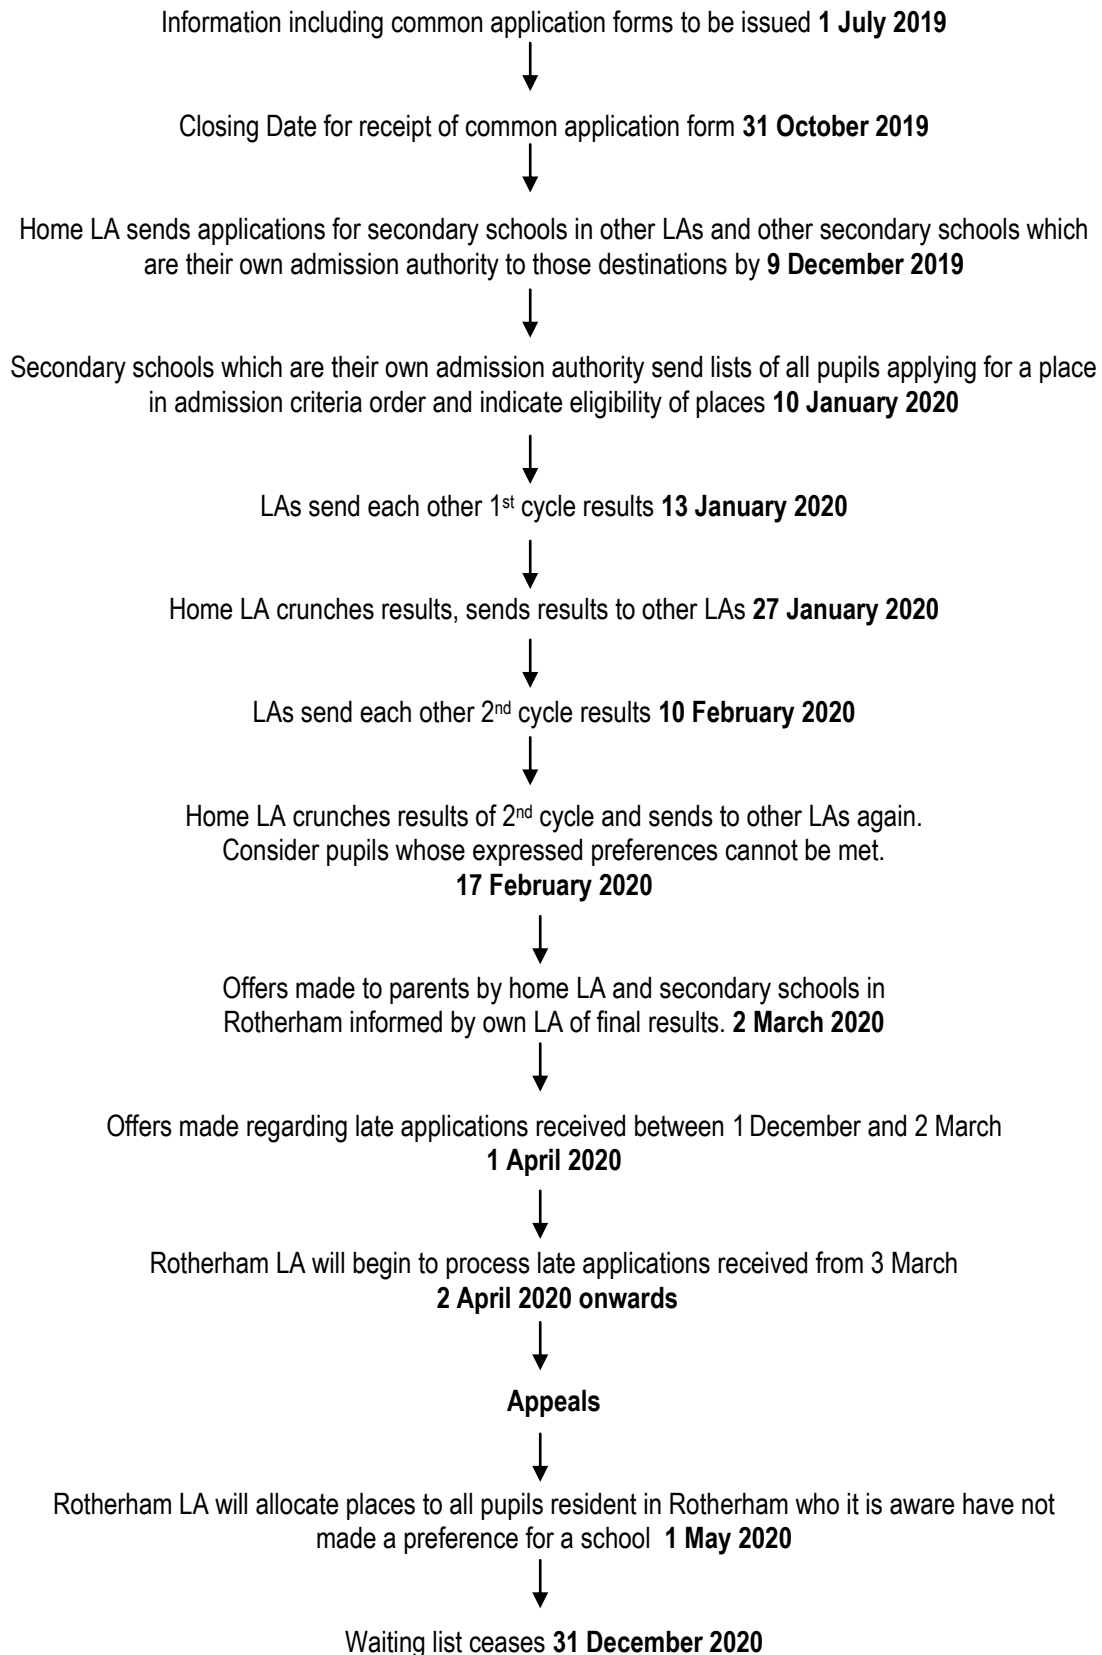 Information including common application forms to be issued 1 July 2019
Closing Date for receipt of common application form 31 October 2019
Home LA sends applications for secondary schools in other LAs and other secondary schools which
are their own admission authority to those destinations by 9 December 2019
Secondary schools which are their own admission authority send lists of all pupils applying for a place
in admission criteria order and indicate eligibility of places 10 January 2020
LAs send each other 1st cycle results 13 January 2020
Home LA crunches results, sends results to other LAs 27 January 2020
LAs send each other 2nd cycle results 10 February 2020
Home LA crunches results of 2nd cycle and sends to other LAs again.
Consider pupils whose expressed preferences cannot be met.
17 February 2020
Offers made to parents by home LA and secondary schools in
Rotherham informed by own LA of final results. 2 March 2020
Offers made regarding late applications received between 1 December and 2 March
1 April 2020
Rotherham LA will begin to process late applications received from 3 March
2 April 2020 onwards
Appeals
Rotherham LA will allocate places to all pupils resident in Rotherham who it is aware have not
made a preference for a school 1 May 2020
Waiting list ceases 31 December 2020